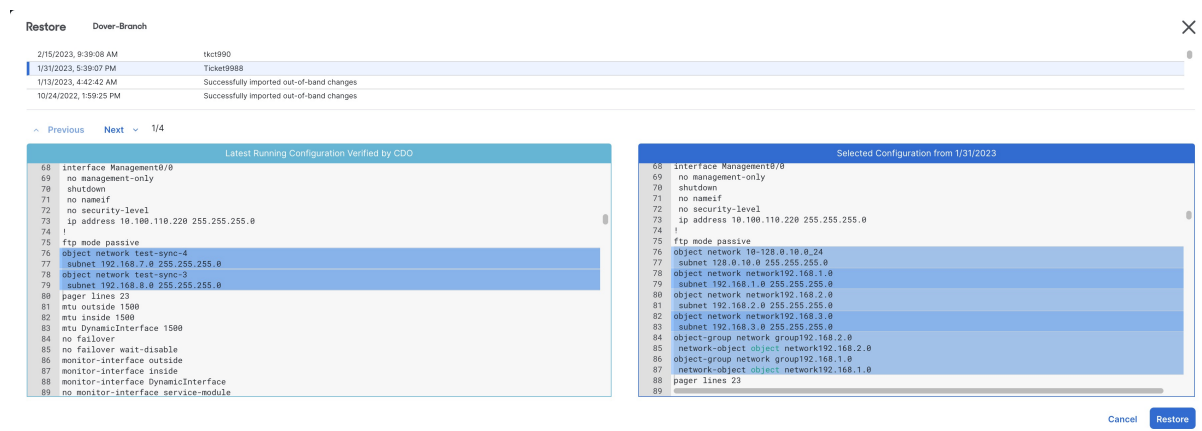 Restore Dover-Branch
2/15/2023, 9:39:08 AM tkct990
1/31/2023, 5:39:07 PM Ticket9988
1/13/2023, 4:42:42 AM Successfully imported out-of-band changes
10/24/2022, 1:59:25 PM Successfully imported out-of-band changes
Previous Next 1/4
Latest Running Configuration Verified by CDO
68 interface Management0/0
69 no management-only
70 shutdown
71 no nameif
72 no security-level
73 ip address 10.100.110.220 255.255.255.0
74 !
75 ftp mode passive
76 object network test-sync-4
77 subnet 192.168.7.0 255.255.255.0
78 object network test-sync-3
79 subnet 192.168.8.0 255.255.255.0
80 pager lines 23
81 mtu outside 1500
82 mtu inside 1500
83 mtu DynamicInterface 1500
84 no failover
85 no failover wait-disable
86 monitor-interface outside
87 monitor-interface inside
88 monitor-interface DynamicInterface
89 no monitor-interface service-module
Selected Configuration from 1/31/2023
68 interface Management0/0
69 no management-only
70 shutdown
71 no nameif
72 no security-level
73 ip address 10.100.110.220 255.255.255.0
74 !
75 ftp mode passive
76 object network 10-128.0.10.0_24
77 subnet 128.0.10.0 255.255.255.0
78 object network network192.168.1.0
79 subnet 192.168.1.0 255.255.255.0
80 object network network192.168.2.0
81 subnet 192.168.2.0 255.255.255.0
82 object network network192.168.3.0
83 subnet 192.168.3.0 255.255.255.0
84 object-group network group192.168.2.0
85 network-object object network192.168.2.0
86 object-group network group192.168.1.0
87 network-object object network192.168.1.0
88 pager lines 23
89
Cancel Restore